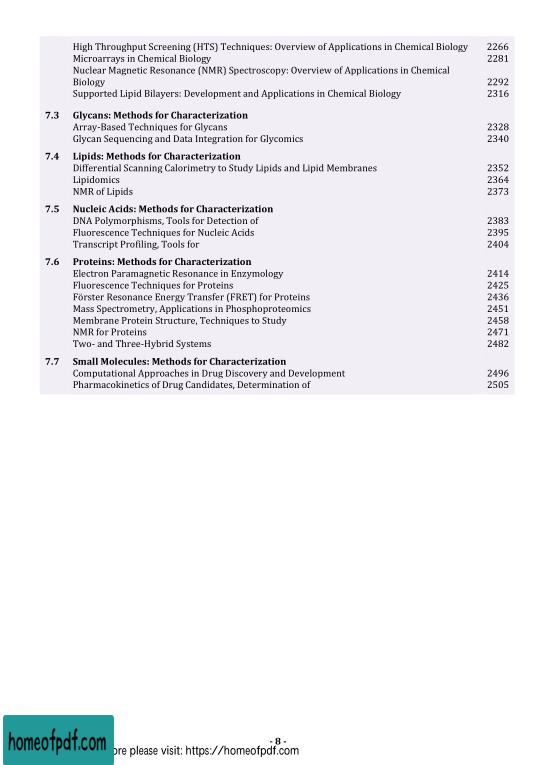 High Throughput Screening (HTS) Techniques: Overview of Applications in Chemical Biology 2266
Microarrays in Chemical Biology 2281
Nuclear Magnetic Resonance (NMR) Spectroscopy: Overview of Applications in Chemical
Biology 2292
Supported Lipid Bilayers: Development and Applications in Chemical Biology 2316
7.3 Glycans: Methods for Characterization
Array-Based Techniques for Glycans 2328
Glycan Sequencing and Data Integration for Glycomics 2340
7.4 Lipids: Methods for Characterization
Differential Scanning Calorimetry to Study Lipids and Lipid Membranes 2352
Lipidomics 2364
NMR of Lipids 2373
7.5 Nucleic Acids: Methods for Characterization
DNA Polymorphisms, Tools for Detection of 2383
Fluorescence Techniques for Nucleic Acids 2395
Transcript Profiling, Tools for 2404
7.6 Proteins: Methods for Characterization
Electron Paramagnetic Resonance in Enzymology 2414
Fluorescence Techniques for Proteins 2425
Förster Resonance Energy Transfer (FRET) for Proteins 2436
Mass Spectrometry, Applications in Phosphoproteomics 2451
Membrane Protein Structure, Techniques to Study 2458
NMR for Proteins 2471
Two- and Three-Hybrid Systems 2482
7.7 Small Molecules: Methods for Characterization
Computational Approaches in Drug Discovery and Development 2496
Pharmacokinetics of Drug Candidates, Determination of 2505
- 8 -
homeofpdf.com
ore please visit: https://homeofpdf.com